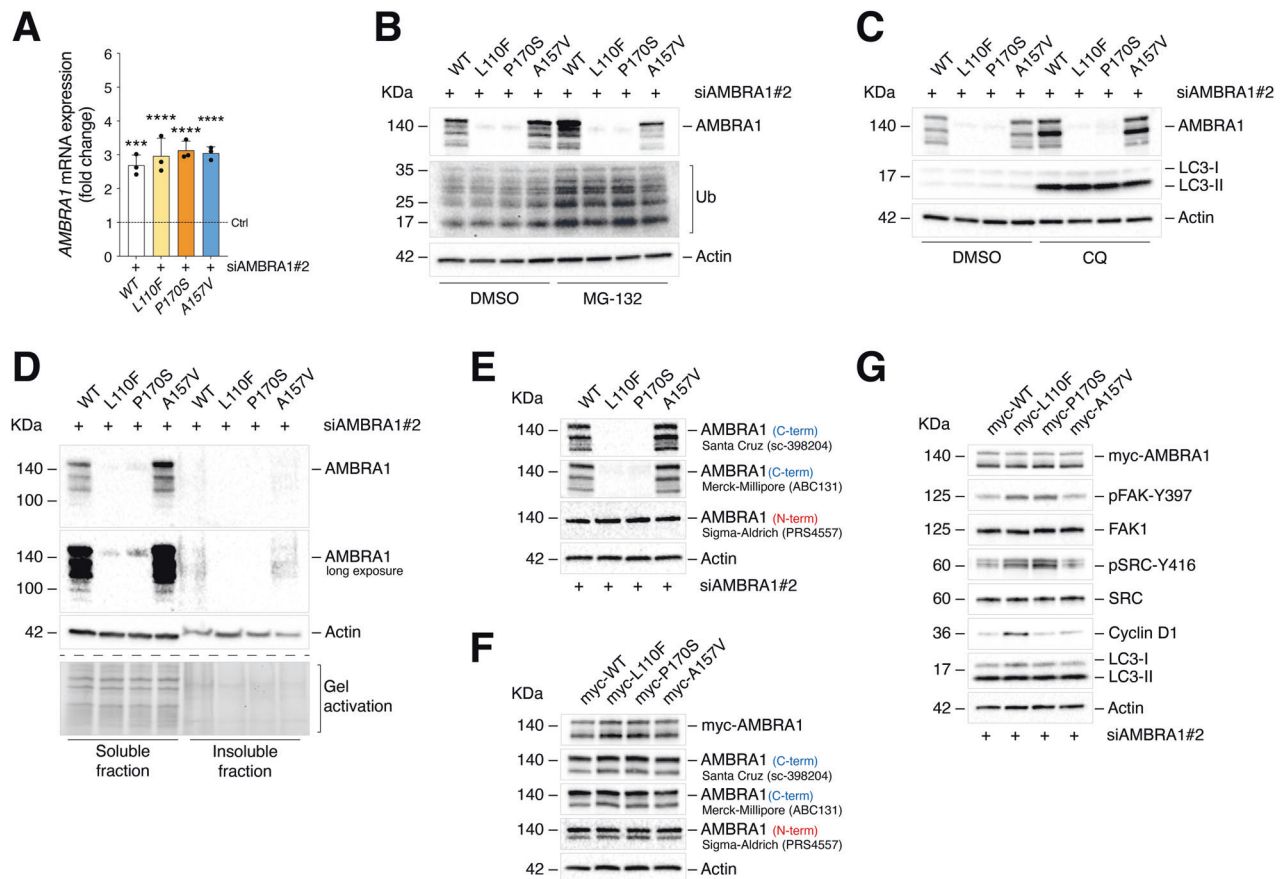 A
AMBRA1 mRNA expression
(fold change)
6
5
4
3
2
1
0
*** **** **** ****
Ctrl
+ + + + siAMBRA1#2
WT L110F P170S A157V
B
WT L110F P170S A157V WT L110F P170S A157V
KDa + + + + + + + + siAMBRA1#2
140 – – AMBRA1
35 –
25 –
17 –
Ub
42 – – Actin
DMSO MG-132
C
WT L110F P170S A157V WT L110F P170S A157V
KDa + + + + + + + + siAMBRA1#2
140 – – AMBRA1
17 –
– LC3-I
– LC3-II
42 – – Actin
DMSO CQ
D
WT L110F P170S A157V WT L110F P170S A157V
KDa + + + + + + + + siAMBRA1#2
140 – – AMBRA1
100 –
140 – – AMBRA1
long exposure
100 –
42 – – Actin
Gel
activation
Soluble
fraction
Insoluble
fraction
E
WT L110F P170S A157V
KDa
140 – – AMBRA1 (C-term)
Santa Cruz (sc-398204)
140 – – AMBRA1 (C-term)
Merck-Millipore (ABC131)
140 – – AMBRA1 (N-term)
Sigma-Aldrich (PRS4557)
42 – – Actin
+ + + + siAMBRA1#2
F
myc-WT myc-L110F myc-P170S myc-A157V
KDa
140 – – myc-AMBRA1
140 – – AMBRA1 (C-term)
Santa Cruz (sc-398204)
140 – – AMBRA1(C-term)
Merck-Millipore (ABC131)
140 – – AMBRA1 (N-term)
Sigma-Aldrich (PRS4557)
42 – – Actin
G
myc-WT myc-L110F myc-P170S myc-A157V
KDa
140 – – myc-AMBRA1
125 – – pFAK-Y397
125 – – FAK1
60 – – pSRC-Y416
60 – – SRC
36 – – Cyclin D1
– LC3-I
17 –
– LC3-II
42 – – Actin
+ + + + siAMBRA1#2